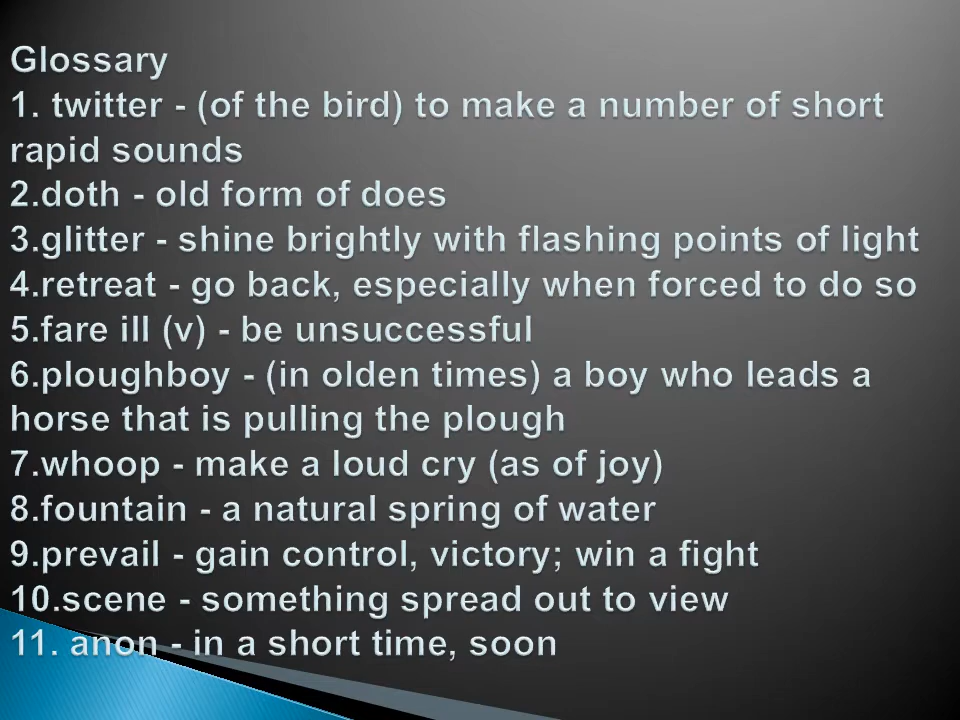 Glossary
1. twitter - (of the bird) to make a number of short
rapid sounds
2.doth - old form of does
3.glitter - shine brightly with flashing points of light
4.retreat - go back, especially when forced to do so
5.fare ill (v) - be unsuccessful
6.ploughboy - (in olden times) a boy who leads a
horse that is pulling the plough
7.whoop - make a loud cry (as of joy)
8.fountain - a natural spring of water
9.prevail - gain control, victory; win a fight
10.scene - something spread out to view
11. anon - in a short time, soon